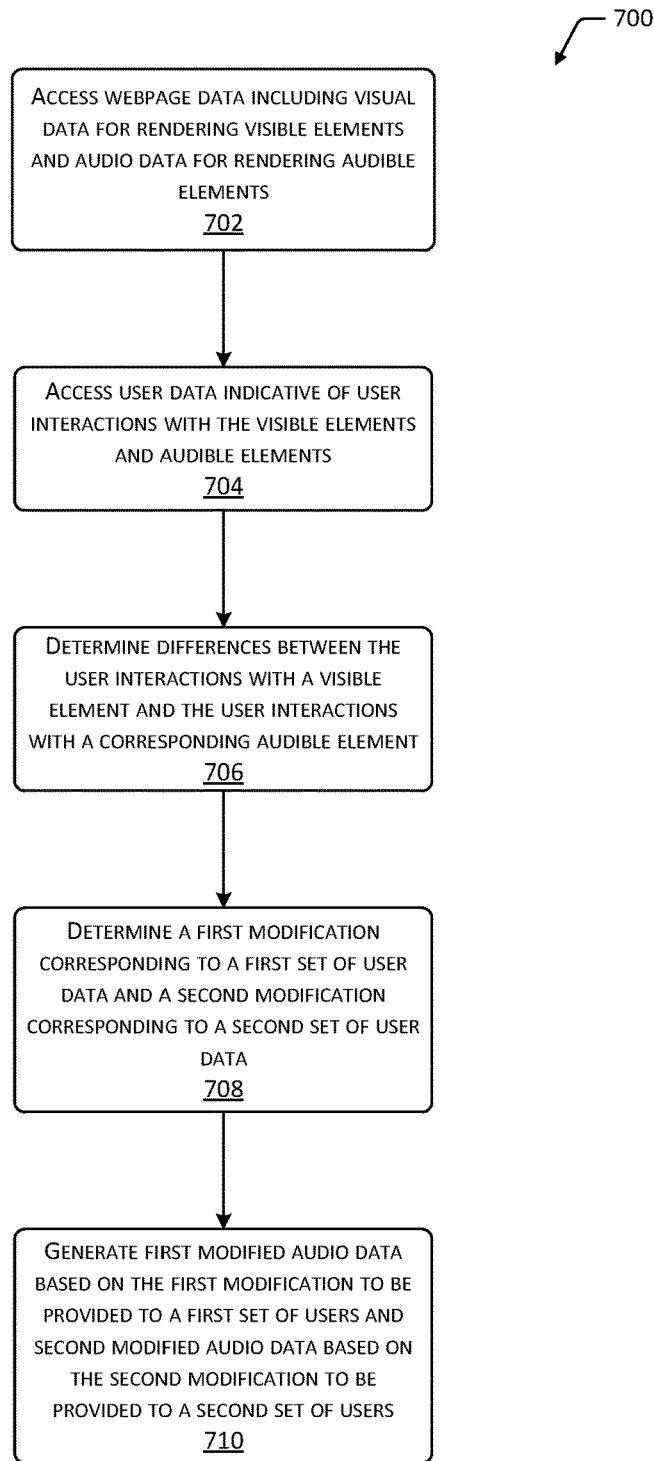 700
ACCESS WEBPAGE DATA INCLUDING VISUAL
DATA FOR RENDERING VISIBLE ELEMENTS
AND AUDIO DATA FOR RENDERING AUDIBLE
ELEMENTS
702
ACCESS USER DATA INDICATIVE OF USER
INTERACTIONS WITH THE VISIBLE ELEMENTS
AND AUDIBLE ELEMENTS
704
DETERMINE DIFFERENCES BETWEEN THE
USER INTERACTIONS WITH A VISIBLE
ELEMENT AND THE USER INTERACTIONS
WITH A CORRESPONDING AUDIBLE ELEMENT
706
DETERMINE A FIRST MODIFICATION
CORRESPONDING TO A FIRST SET OF USER
DATA AND A SECOND MODIFICATION
CORRESPONDING TO A SECOND SET OF USER
DATA
708
GENERATE FIRST MODIFIED AUDIO DATA
BASED ON THE FIRST MODIFICATION TO BE
PROVIDED TO A FIRST SET OF USERS AND
SECOND MODIFIED AUDIO DATA BASED ON
THE SECOND MODIFICATION TO BE
PROVIDED TO A SECOND SET OF USERS
710